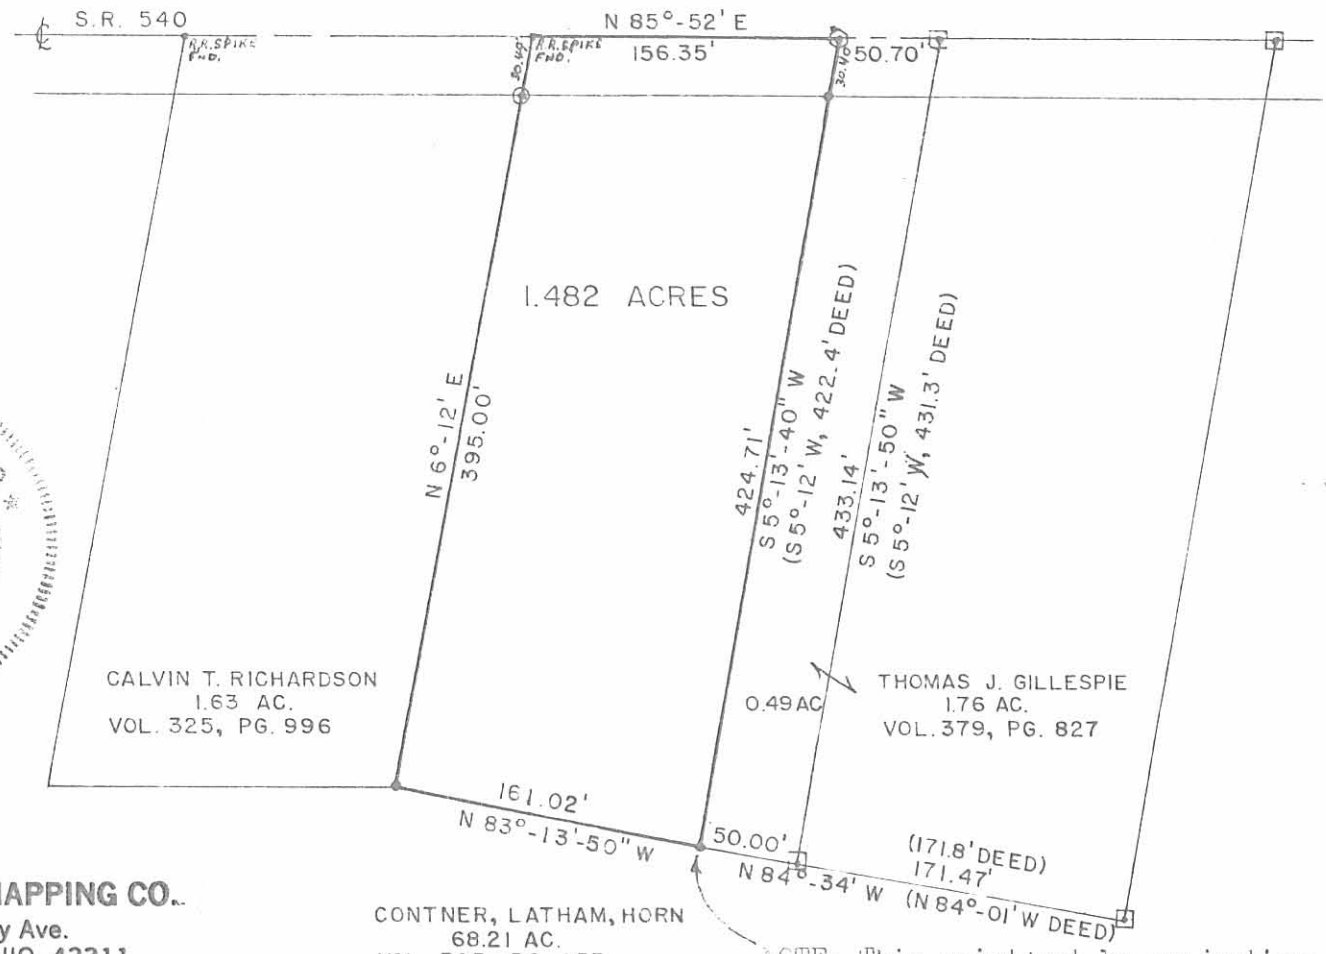 S.R. 540
N 85°-52' E
156.35'
50.70'
R.R.SPIKE
FND.
R.R.SPIKE
FND.
30.40'
30.40
1.482 ACRES
N 6°-12' E
395.00'
424.71'
S 5°-13'-40" W
(S 5°-12' W, 422.4' DEED)
433.14'
S 5°-13'-50" W
(S 5°-12' W, 431.3' DEED)
CALVIN T. RICHARDSON
1.63 AC.
VOL. 325, PG. 996
0.49 AC
THOMAS J. GILLESPIE
1.76 AC.
VOL. 379, PG. 827
161.02'
N 83°-13'-50" W
50.00'
N 84°-34' W
(171.8' DEED)
171.47'
(N 84°-01' W DEED)
MAPPING CO.
y Ave.
43311
CONTNER, LATHAM, HORN
68.21 AC.